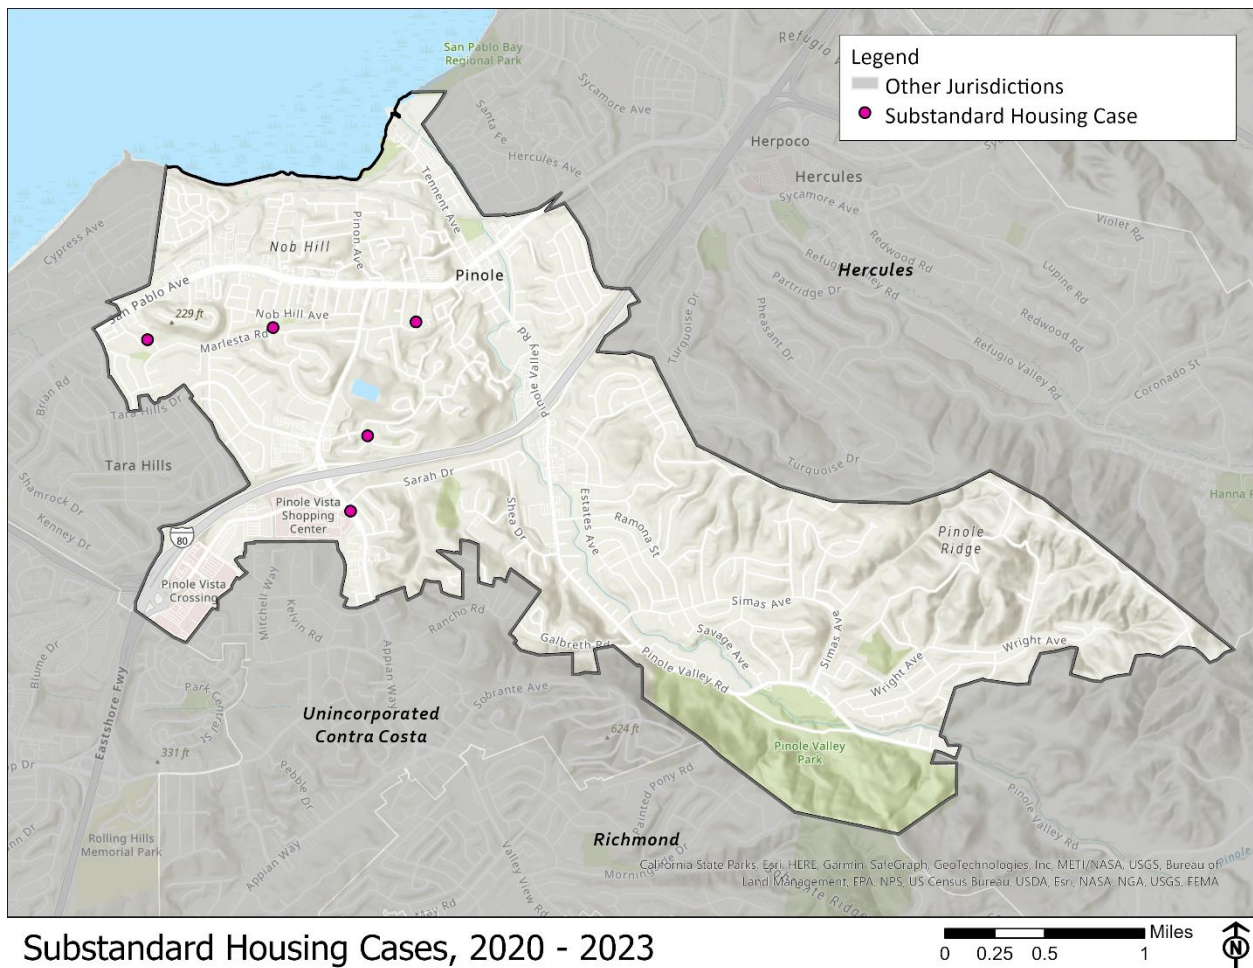 San Pablo Bay
Regional Park
Legend
Other Jurisdictions
Substandard Housing Case
Sycamore Ave
Santa Fe
Hercules Ave
Herpoco
Hercules
Sycamore Ave
Tennent Ave
Cypress Ave
Pinon Ave
Nob Hill
Pinole
Violet Rd
Redwood Rd
Lupine Rd
Hercules
Refugio Valley Rd
Partridge Dr
San Pablo Ave
229 ft
Nob Hill Ave
Marlesta Rd
Pinole Valley Rd
Pinole Valley Rd
Turquoise Dr
Pheasant Dr
Redwood Rd
Refugio Valley Rd
Coronado St
Brian Rd
Tara Hills Dr
Tara Hills
Shamrock Dr
Kenney Dr
Sarah Dr
Turquoise Dr
Pinole Vista
Shopping
Center
Shea Dr
Estates Ave
Ramona St
Pinole
Ridge
80
Pinole Vista
Crossing
Mitchell Way
Kelvin Rd
Rancho Rd
Simas Ave
Simas Ave
Savage Ave
Wright Ave
Wright Ave
Galbreth Rd
Pinole Valley Rd
Blume Dr
Appian Way
Sobrante Ave
Eastshore Fwy
Park Central St
Unincorporated
Contra Costa
331 ft
624 ft
Pebble Dr
Pinole Valley
Park
Painted Pony Rd
Pinole Valley Rd
Rolling Hills
Memorial Park
Appian Way
Valley View Rd
Richmond
California State Parks, Esri, HERE, Garmin, SafeGraph, GeoTechnologies, Inc, METI/NASA, USGS, Bureau of
Land Management, EPA, NPS, US Census Bureau, USDA, Esri, NASA, NGA, USGS, FEMA
Substandard Housing Cases, 2020 - 2023
Miles
0 0.25 0.5 1
N